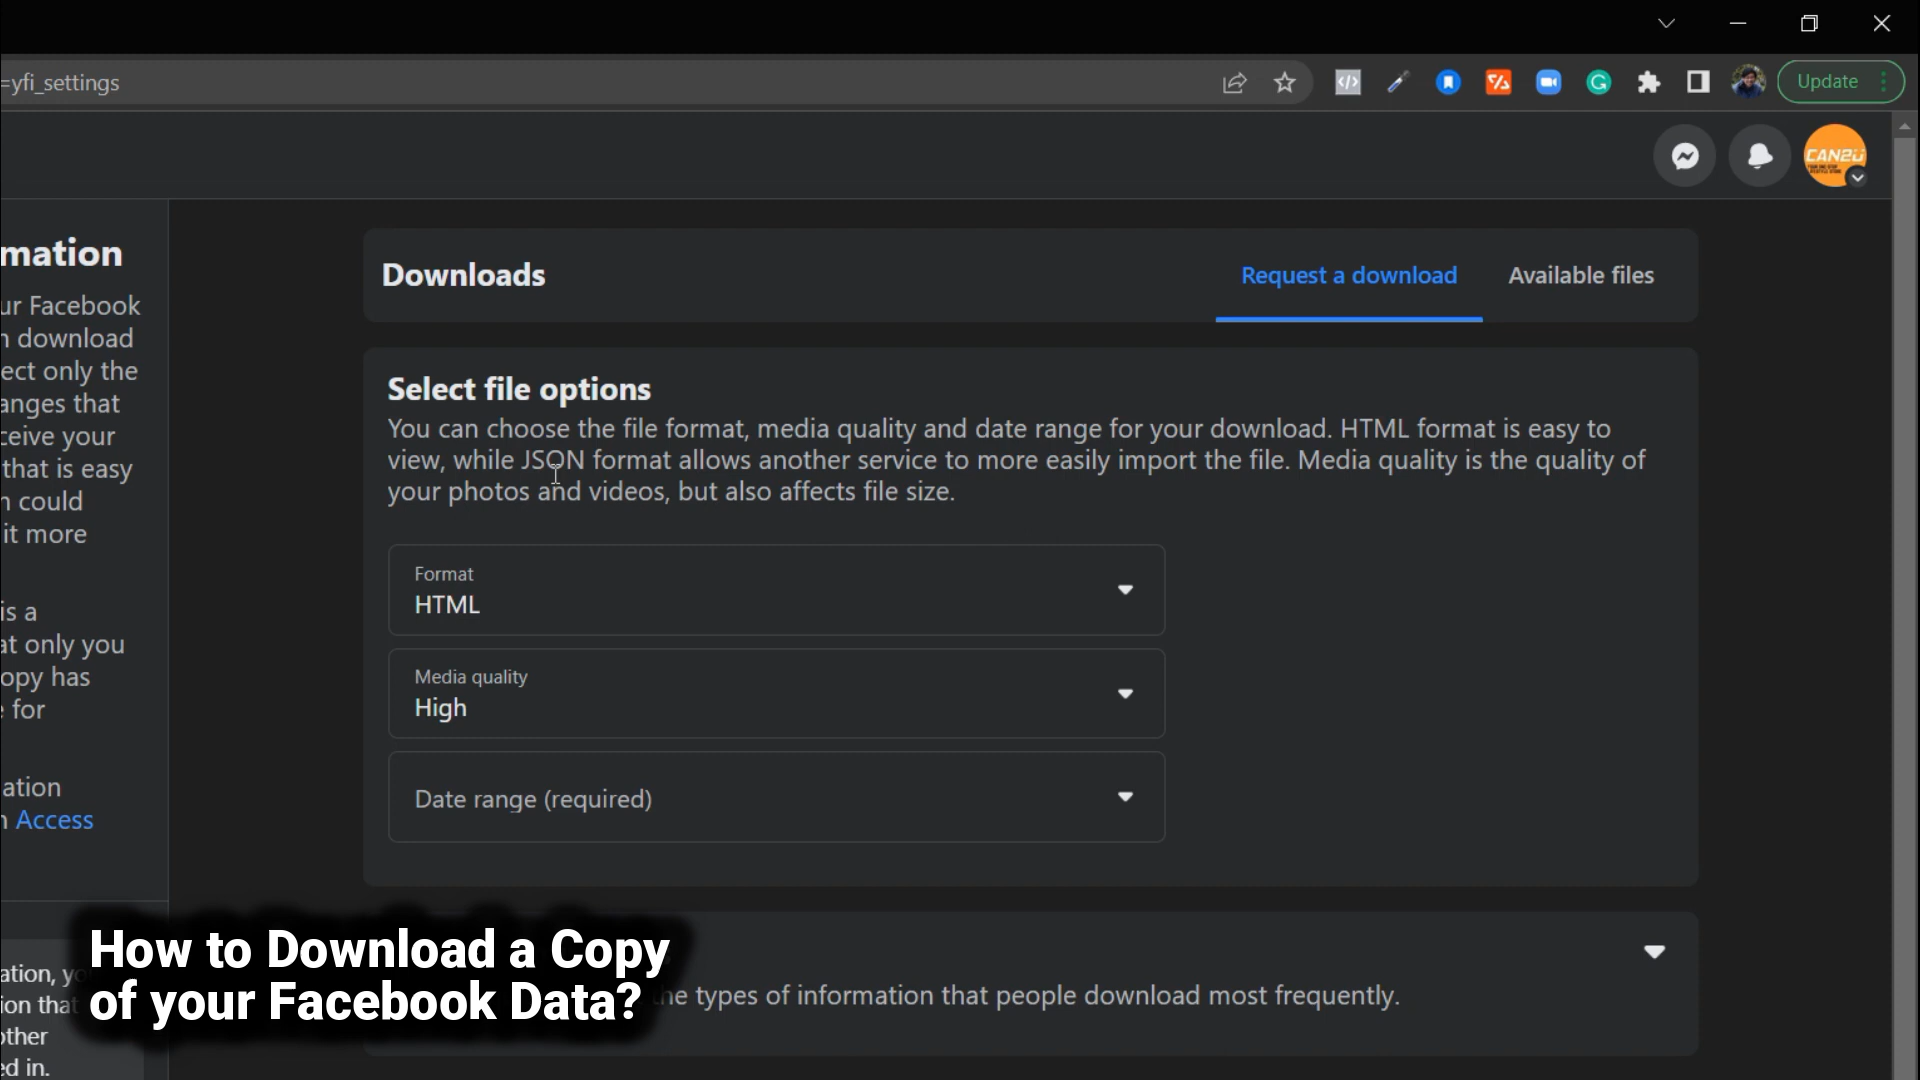 =yfi_settings
Update
CAN2U
mation
ur Facebook
n download
ect only the
anges that
ceive your
that is easy
n could
it more
is a
at only you
opy has
e for
ation
n Access
ation, yo
ion that
other
ed in.
Downloads
Request a download
Available files
Select file options
You can choose the file format, media quality and date range for your download. HTML format is easy to
view, while JSON format allows another service to more easily import the file. Media quality is the quality of
your photos and videos, but also affects file size.
Format
HTML
Media quality
High
Date range (required)
he types of information that people download most frequently.
How to Download a Copy
of your Facebook Data?